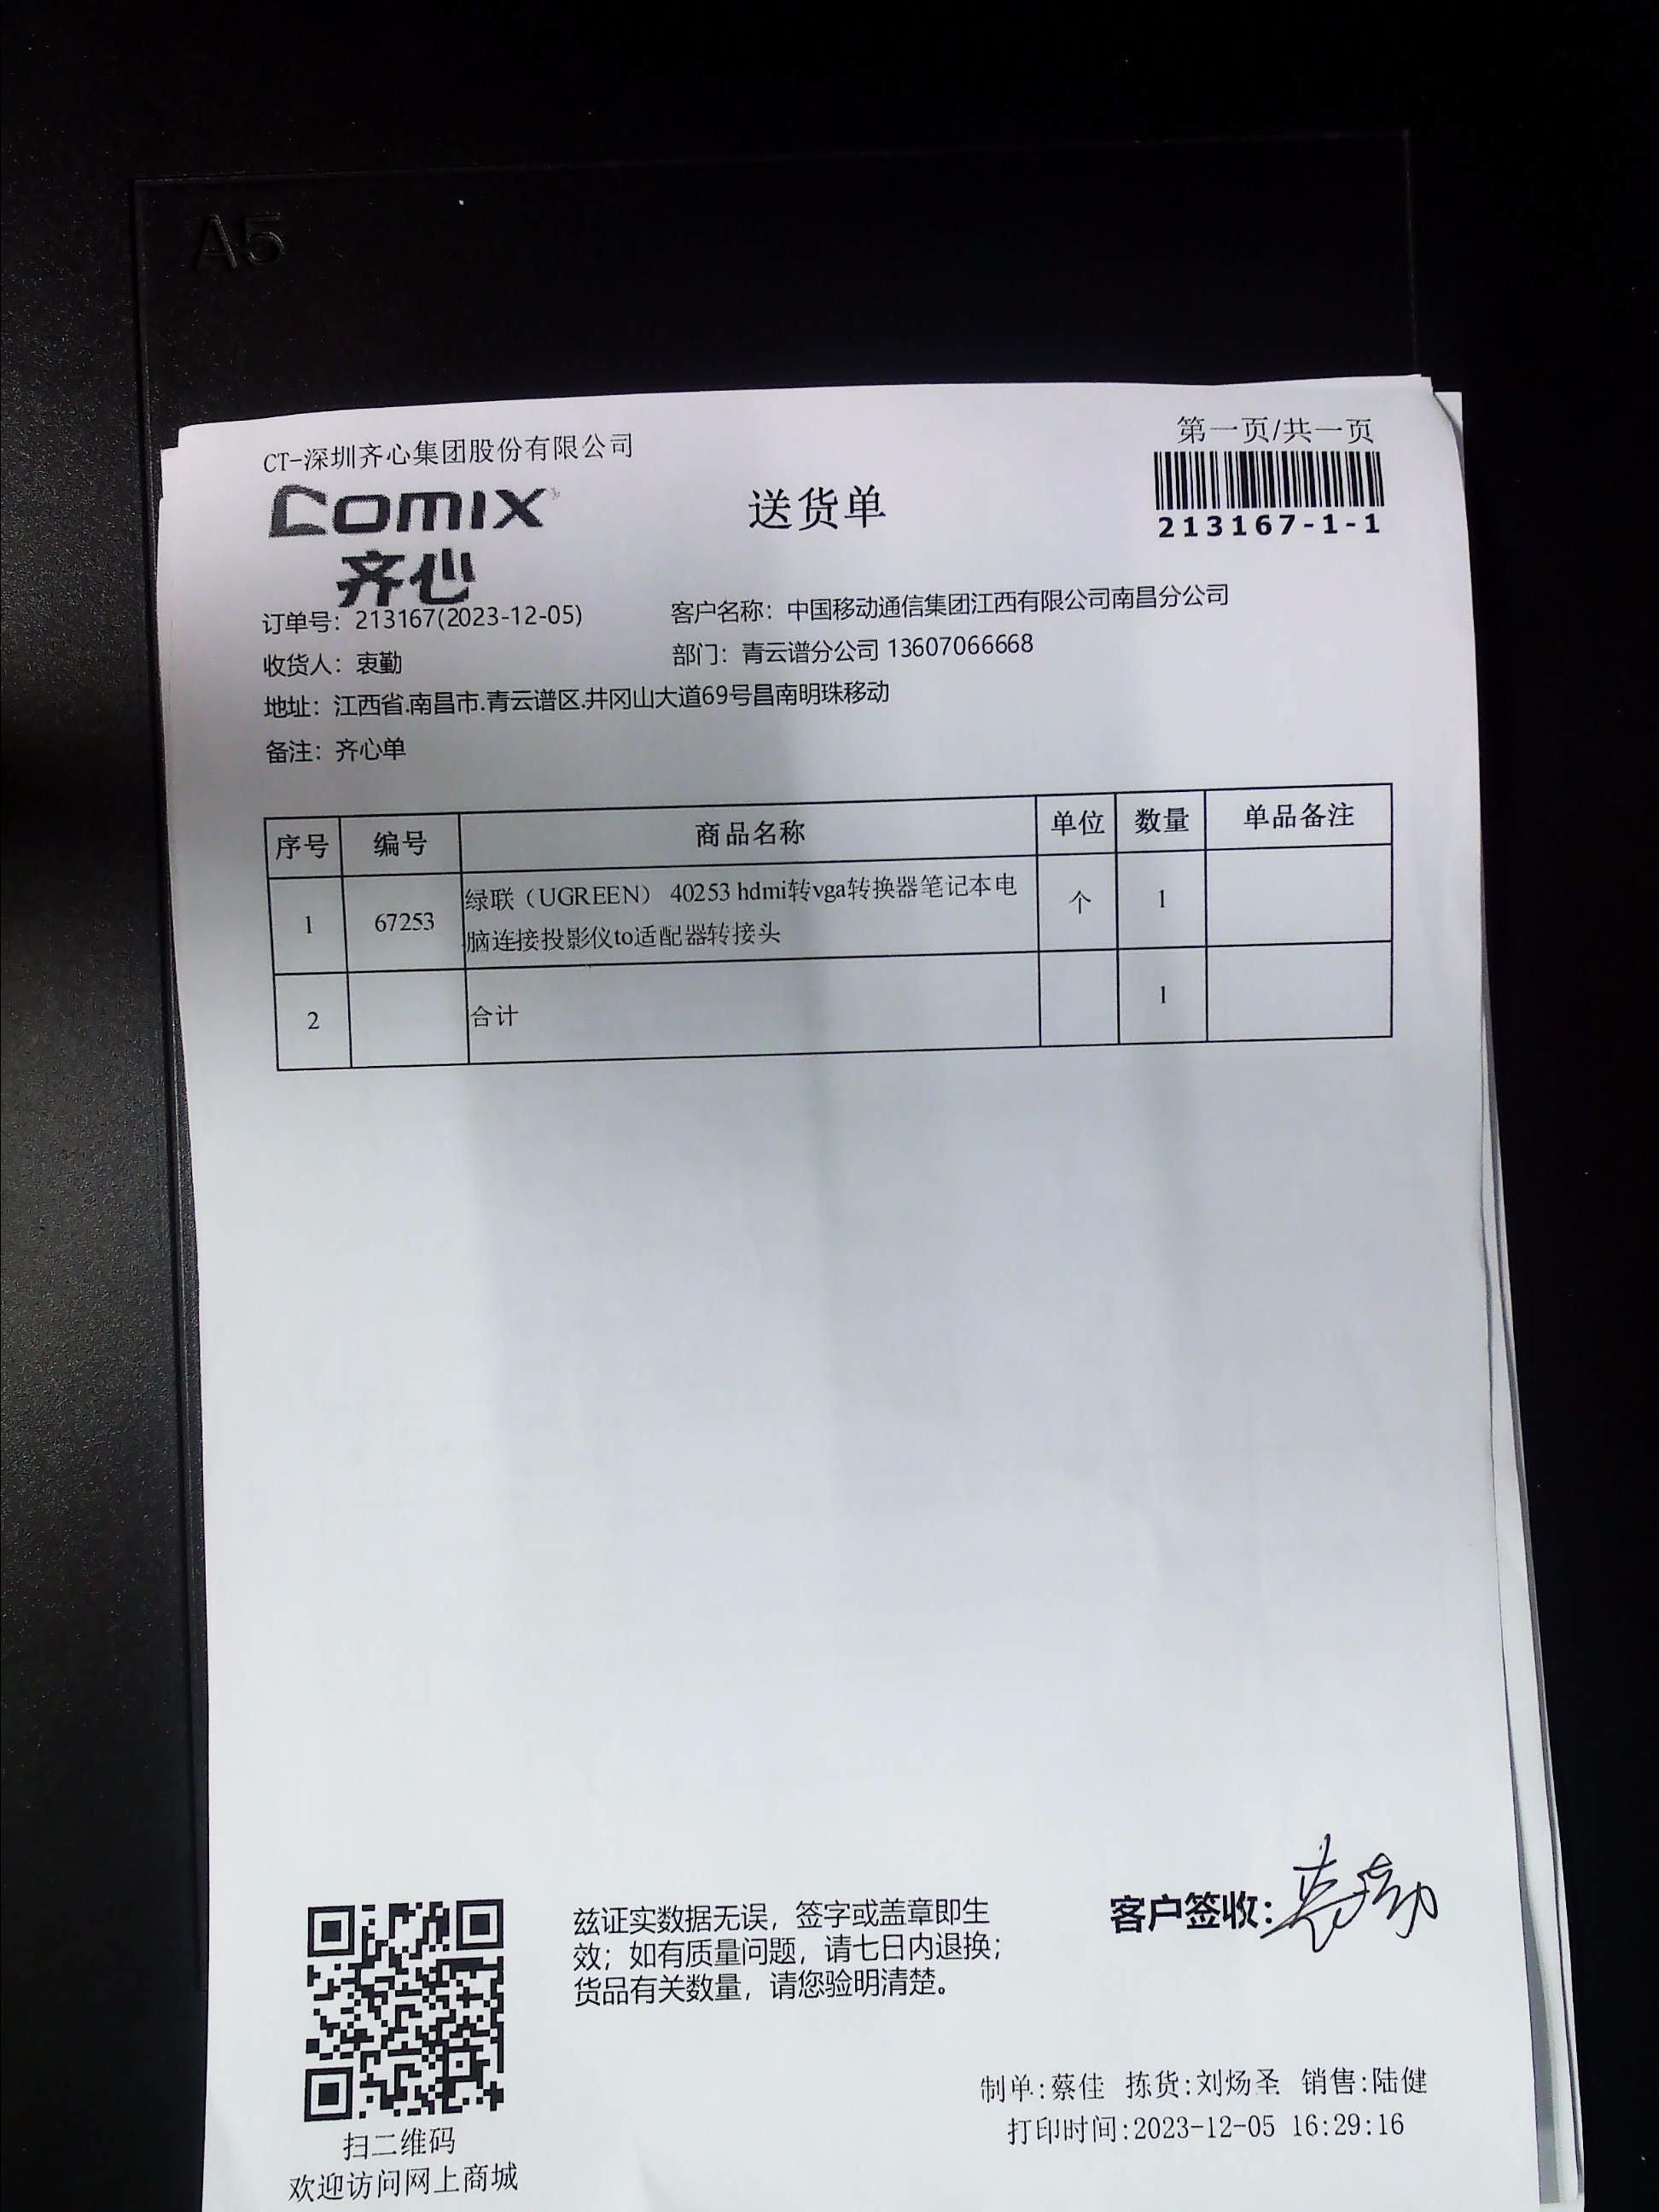 A5
CT-深圳齐心集团股份有限公司
第一页/共一页
COMIX
齐心
送货单
213167-1-1
订单号：213167(2023-12-05)
客户名称：中国移动通信集团江西有限公司南昌分公司
收货人：衷勤
部门：青云谱分公司 13607066668
地址：江西省.南昌市.青云谱区.井冈山大道69号昌南明珠移动
备注：齐心单
序号 编号 商品名称 单位 数量 单品备注
1 67253 绿联（UGREEN） 40253 hdmi转vga转换器笔记本电
脑连接投影仪to适配器转接头 个 1
2 合计 1
兹证实数据无误，签字或盖章即生
效；如有质量问题，请七日内退换；
货品有关数量，请您验明清楚。
客户签收：衷勤
制单:蔡佳 拣货:刘炀圣 销售:陆健
打印时间:2023-12-05 16:29:16
扫二维码
欢迎访问网上商城